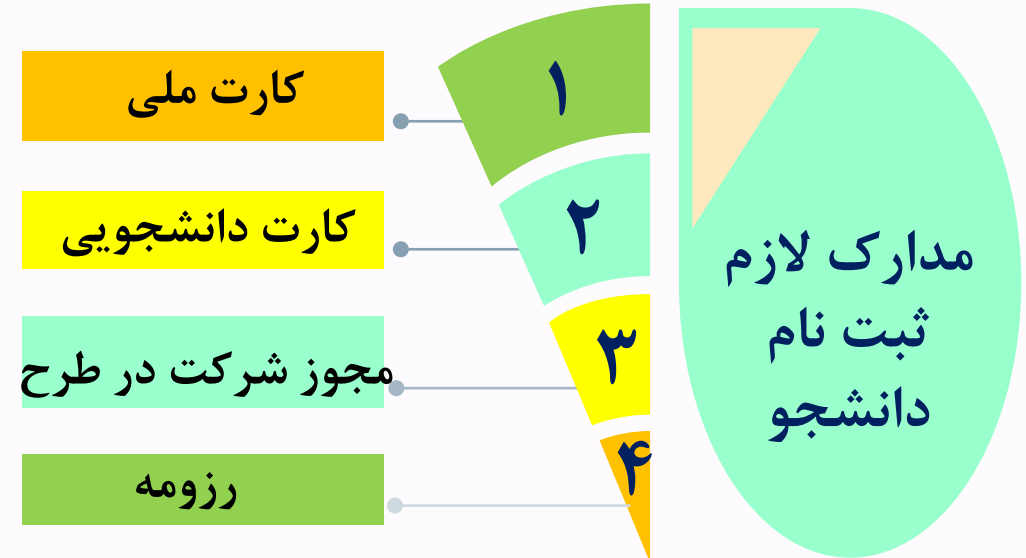 مدارک لازم
ثبت نام
دانشجو
۱
کارت ملی
۲
کارت دانشجویی
۳
مجوز شرکت در طرح
۴
رزومه